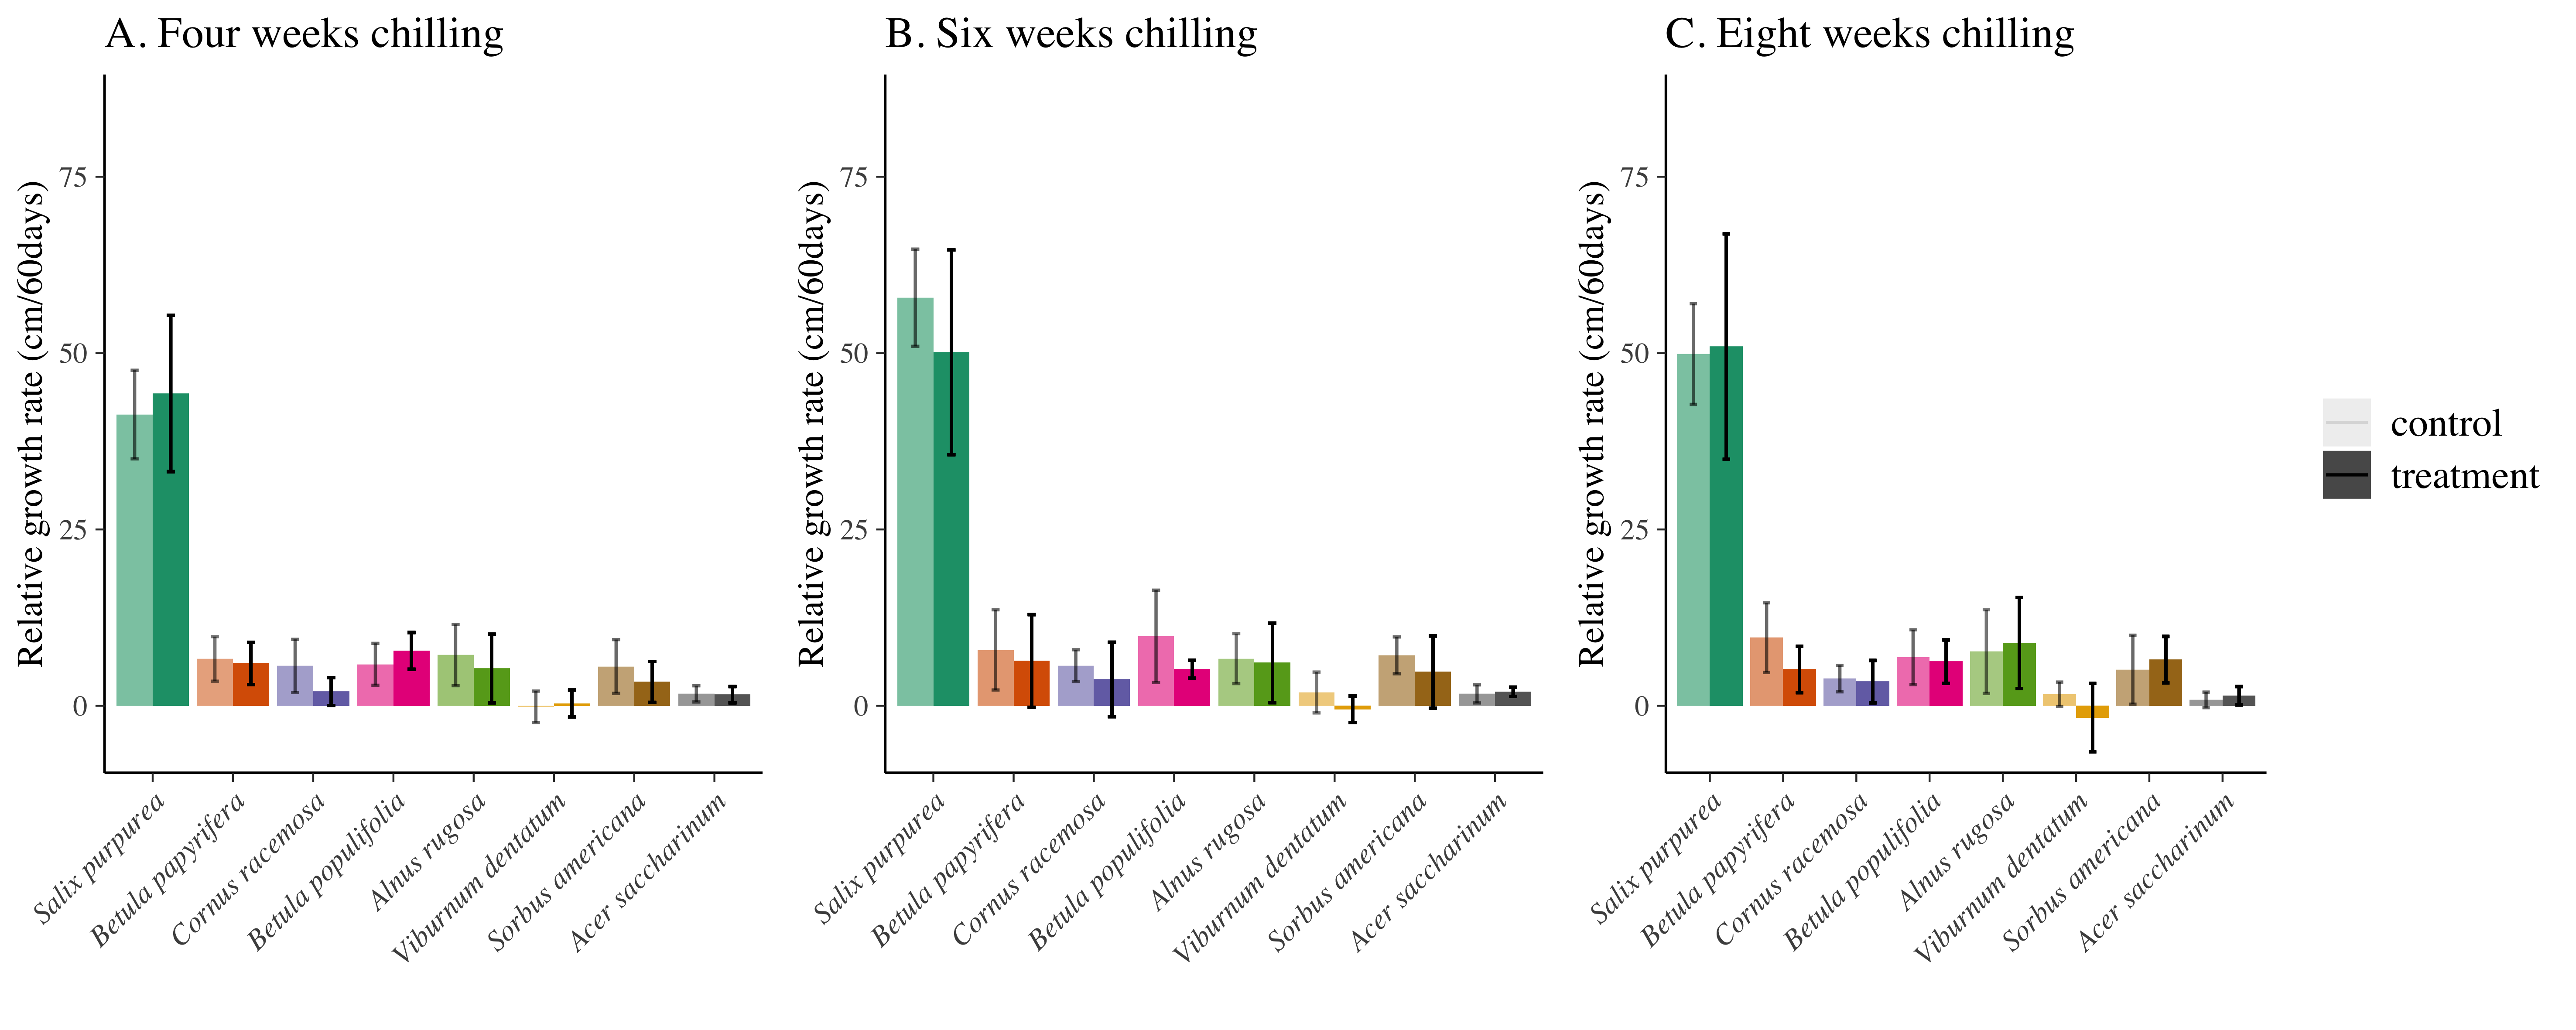 A. Four weeks chilling
Relative growth rate (cm/60days)
75
50
25
0
Salix purpurea
Betula papyrifera
Cornus racemosa
Betula populifolia
Alnus rugosa
Viburnum dentatum
Sorbus americana
Acer saccharinum
B. Six weeks chilling
Relative growth rate (cm/60days)
75
50
25
0
Salix purpurea
Betula papyrifera
Cornus racemosa
Betula populifolia
Alnus rugosa
Viburnum dentatum
Sorbus americana
Acer saccharinum
C. Eight weeks chilling
Relative growth rate (cm/60days)
75
50
25
0
Salix purpurea
Betula papyrifera
Cornus racemosa
Betula populifolia
Alnus rugosa
Viburnum dentatum
Sorbus americana
Acer saccharinum
control
treatment